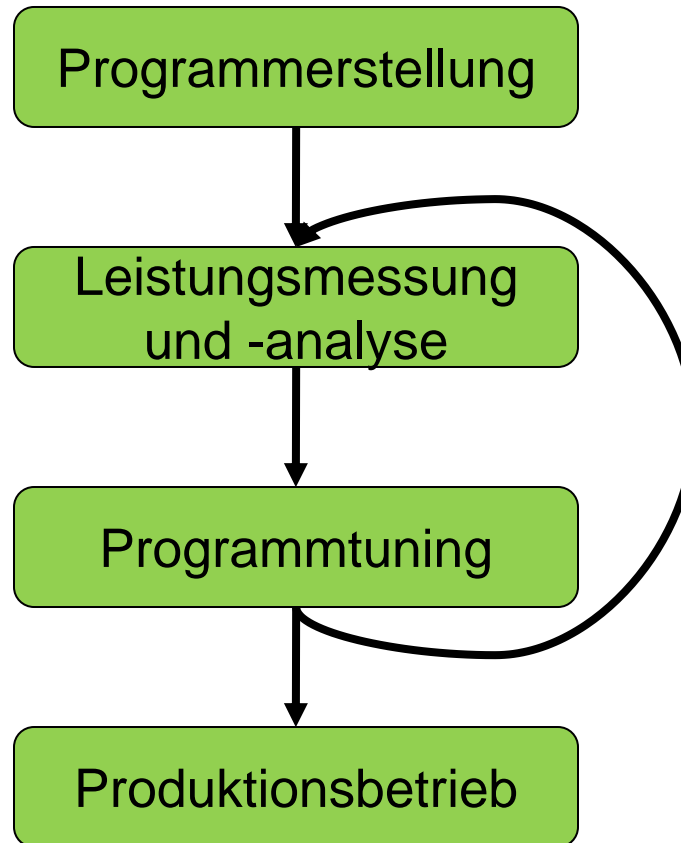 Programmerstellung
Leistungsmessung
und -analyse
Programmtuning
Produktionsbetrieb